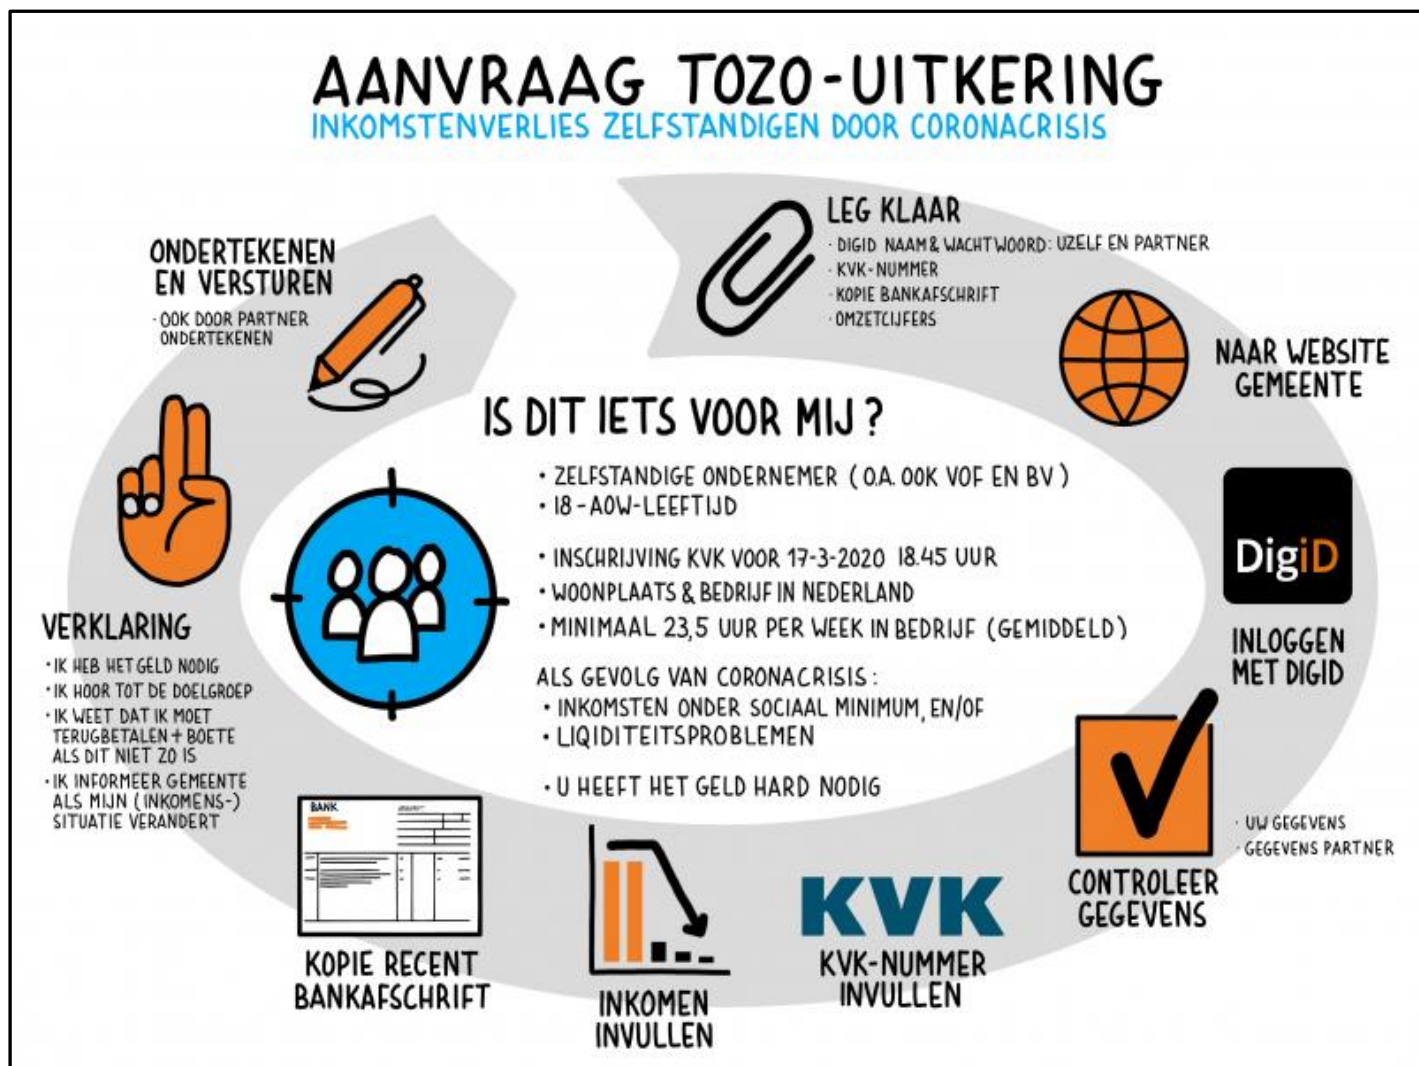 AANVRAAG TOZO-UITKERING
INKOMSTENVERLIES ZELFSTANDIGEN DOOR CORONACRISIS
LEG KLAAR
· DIGID NAAM & WACHTWOORD: UZELF EN PARTNER
· KVK-NUMMER
· KOPIE BANKAFSCHRIFT
· OMZETCIJFERS
NAAR WEBSITE
GEMEENTE
DigiD
INLOGGEN
MET DIGID
CONTROLEER
GEGEVENS
· UW GEGEVENS
· GEGEVENS PARTNER
KVK
KVK-NUMMER
INVULLEN
INKOMEN
INVULLEN
BANK
KOPIE RECENT
BANKAFSCHRIFT
VERKLARING
· IK HEB HET GELD NODIG
· IK HOOR TOT DE DOELGROEP
· IK WEET DAT IK MOET
TERUGBETALEN + BOETE
ALS DIT NIET ZO IS
· IK INFORMEER GEMEENTE
ALS MIJN (INKOMENS-)
SITUATIE VERANDERT
ONDERTEKENEN
EN VERSTUREN
· OOK DOOR PARTNER
ONDERTEKENEN
IS DIT IETS VOOR MIJ?
· ZELFSTANDIGE ONDERNEMER (O.A. OOK VOF EN BV)
· 18-AOW-LEEFTIJD
· INSCHRIJVING KVK VOOR 17-3-2020 18.45 UUR
· WOONPLAATS & BEDRIJF IN NEDERLAND
· MINIMAAL 23,5 UUR PER WEEK IN BEDRIJF (GEMIDDELD)
ALS GEVOLG VAN CORONACRISIS:
· INKOMSTEN ONDER SOCIAAL MINIMUM, EN/OF
· LIQIDITEITSPROBLEMEN
· U HEEFT HET GELD HARD NODIG